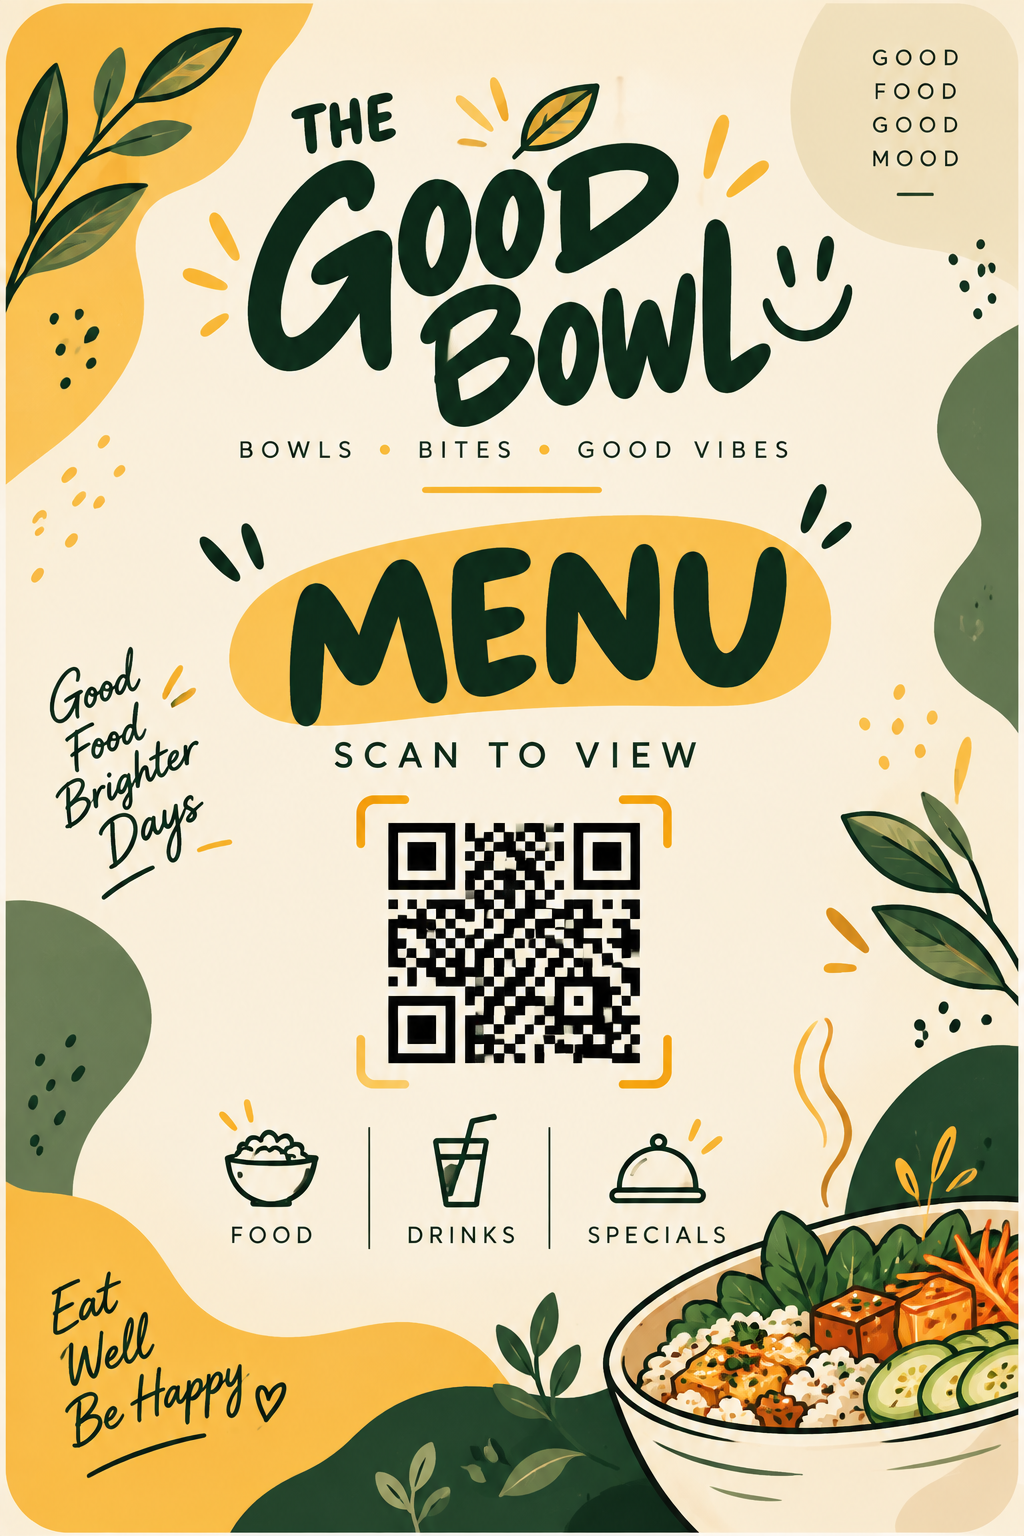 THE
GOOD
BOWL
GOOD
FOOD
GOOD
MOOD
BOWLS • BITES • GOOD VIBES
MENU
SCAN TO VIEW
Good
Food
Brighter
Days
FOOD
DRINKS
SPECIALS
Eat
Well
Be Happy